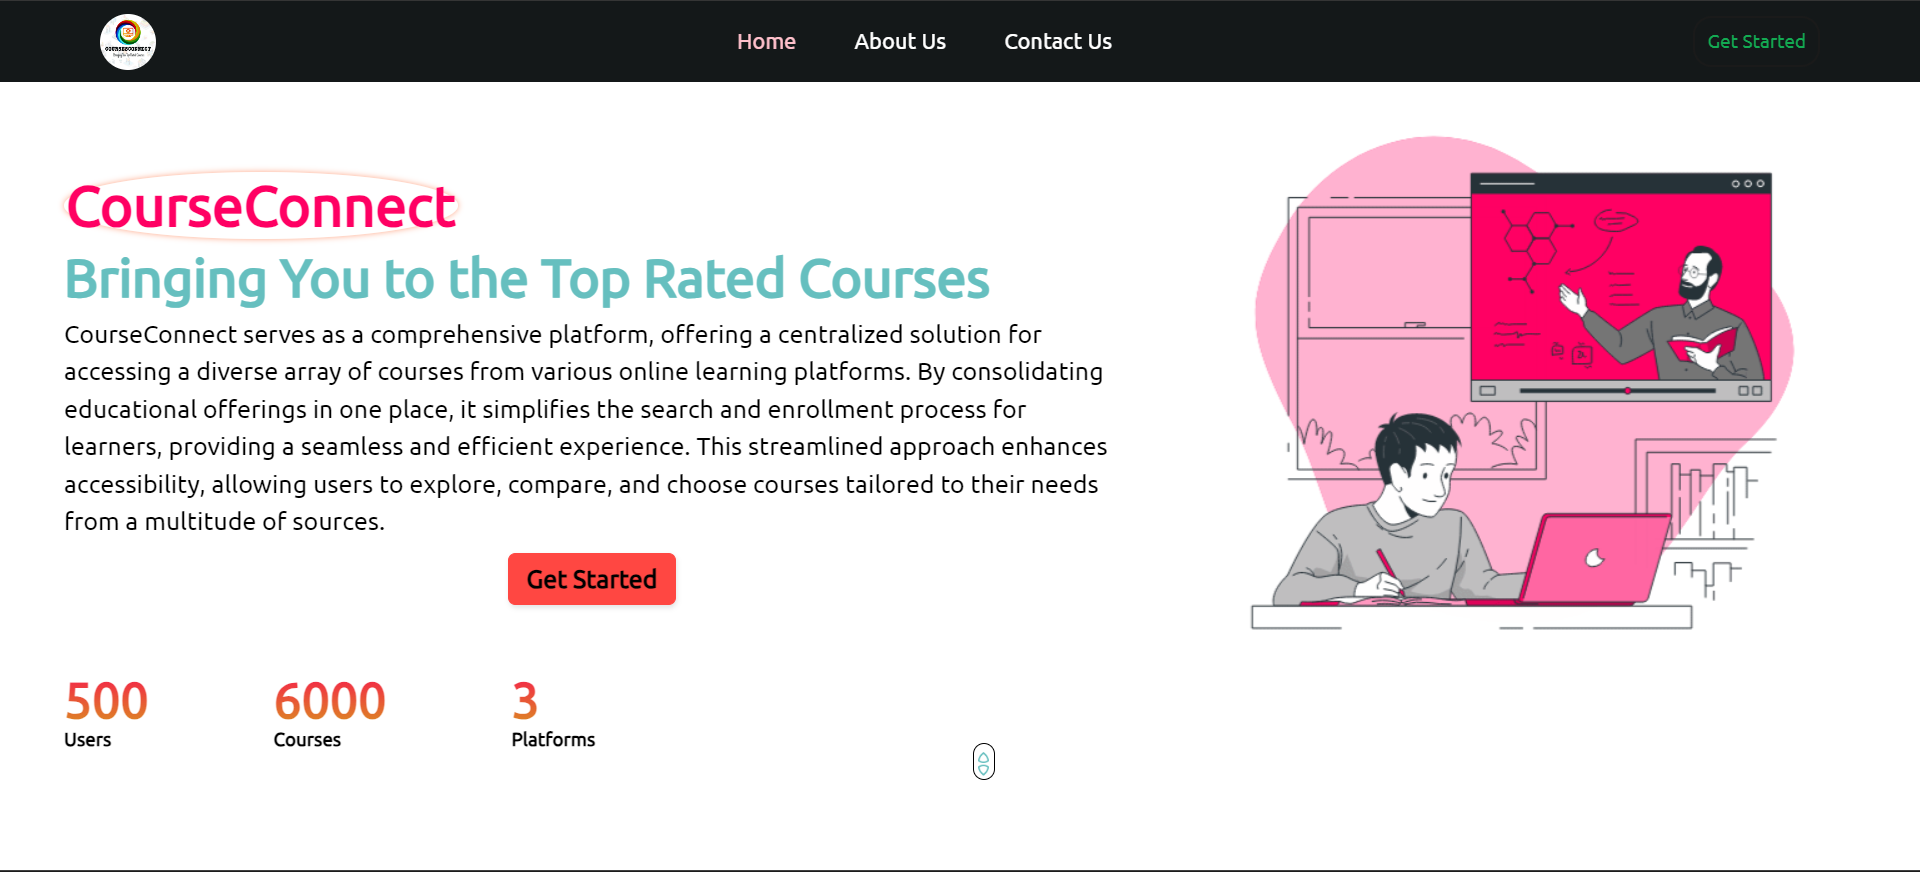 COURSECONNECT
Home
About Us
Contact Us
Get Started
CourseConnect
Bringing You to the Top Rated Courses
CourseConnect serves as a comprehensive platform, offering a centralized solution for
accessing a diverse array of courses from various online learning platforms. By consolidating
educational offerings in one place, it simplifies the search and enrollment process for
learners, providing a seamless and efficient experience. This streamlined approach enhances
accessibility, allowing users to explore, compare, and choose courses tailored to their needs
from a multitude of sources.
Get Started
500
Users
6000
Courses
3
Platforms